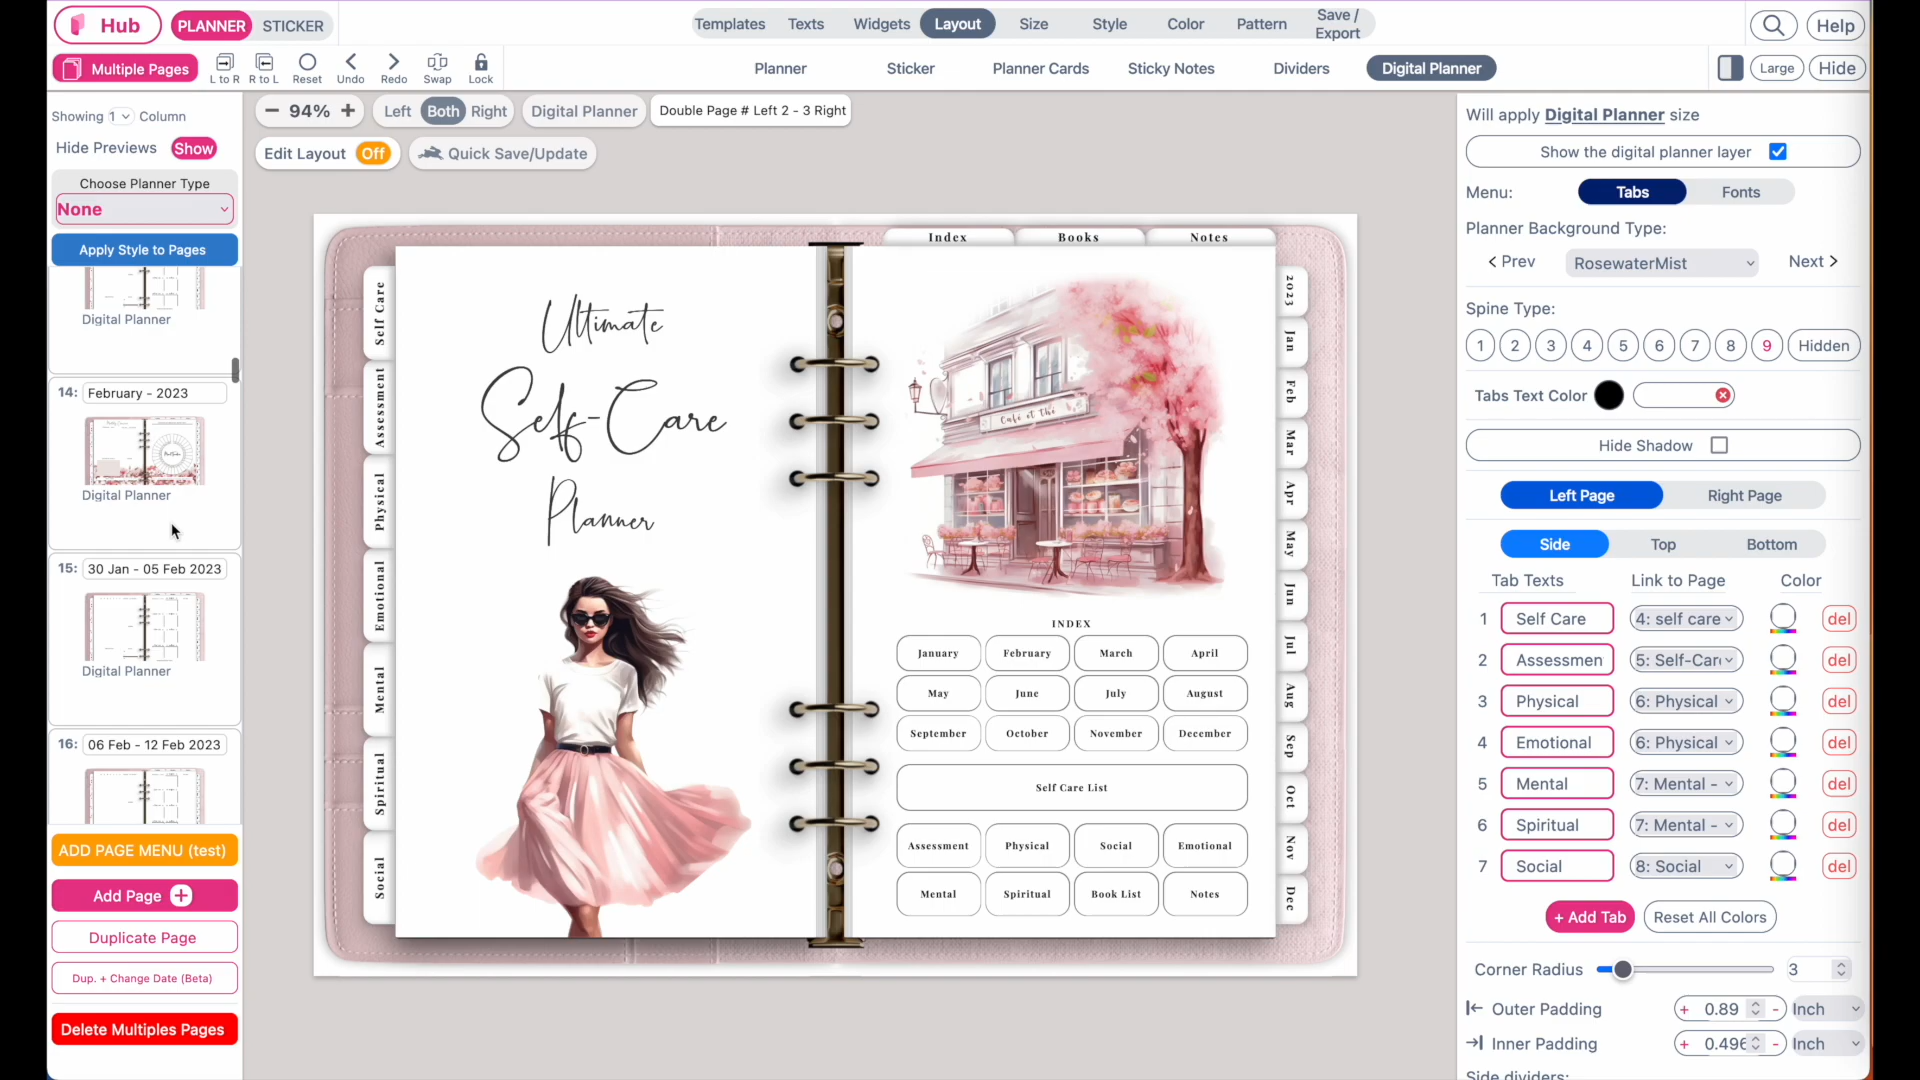 Hub
PLANNER
STICKER
Templates
Texts
Widgets
Layout
Size
Style
Color
Pattern
Save /
Export
Help
Multiple Pages
L to R
R to L
Reset
Undo
Redo
Swap
Lock
Planner
Sticker
Planner Cards
Sticky Notes
Dividers
Digital Planner
Large
Hide
Showing 1 Column
Hide Previews Show
Choose Planner Type
None
Apply Style to Pages
Digital Planner
14: February - 2023
Digital Planner
15: 30 Jan - 05 Feb 2023
Digital Planner
16: 06 Feb - 12 Feb 2023
ADD PAGE MENU (test)
Add Page +
Duplicate Page
Dup. + Change Date (Beta)
Delete Multiples Pages
− 94% +
Left Both Right
Digital Planner
Double Page # Left 2 - 3 Right
Edit Layout Off
Quick Save/Update
Index
Books
Notes
Self Care
Assessment
Physical
Emotional
Mental
Spiritual
Social
Ultimate
Self-Care
Planner
Café et thé
INDEX
January February March April
May June July August
September October November December
Self Care List
Assessment Physical Social Emotional
Mental Spiritual Book List Notes
2023
Jan
Feb
Mar
Apr
May
Jun
Jul
Aug
Sep
Oct
Nov
Dec
Will apply Digital Planner size
Show the digital planner layer
Menu: Tabs Fonts
Planner Background Type:
< Prev RosewaterMist Next >
Spine Type:
1 2 3 4 5 6 7 8 9 Hidden
Tabs Text Color
Hide Shadow
Left Page Right Page
Side Top Bottom
Tab Texts Link to Page Color
1 Self Care 4: self care del
2 Assessmen 5: Self-Car del
3 Physical 6: Physical del
4 Emotional 6: Physical del
5 Mental 7: Mental - del
6 Spiritual 7: Mental - del
7 Social 8: Social del
+ Add Tab Reset All Colors
Corner Radius 3
Outer Padding + 0.89 - Inch
Inner Padding + 0.496 - Inch
Side dividers: